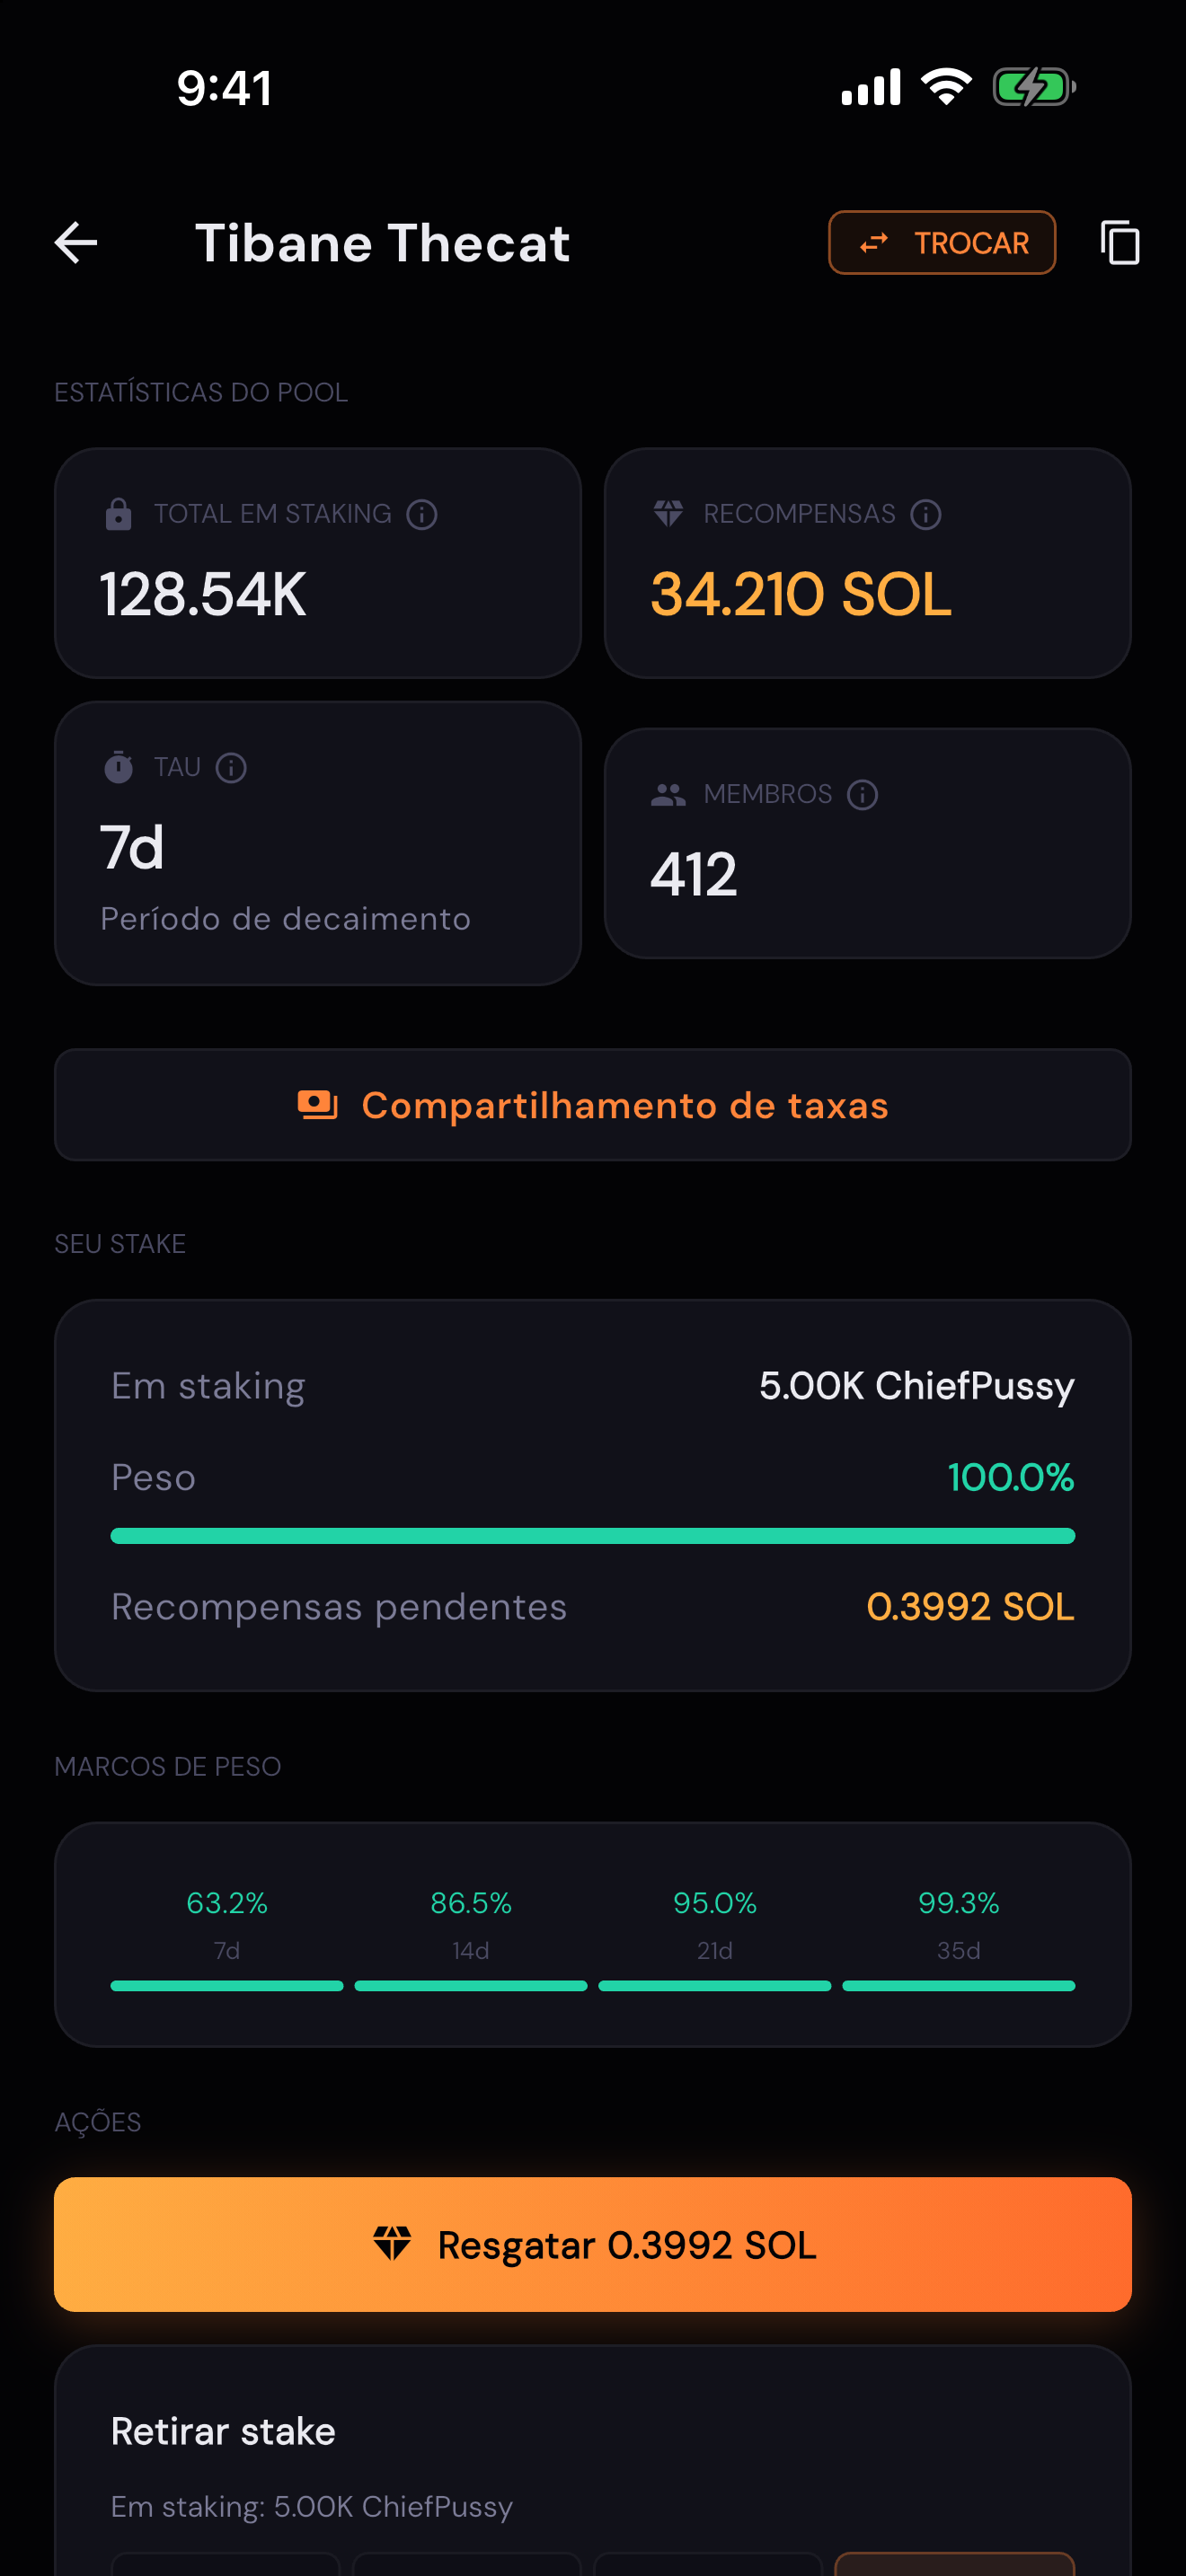 9:41
Tibane Thecat
TROCAR
ESTATÍSTICAS DO POOL
TOTAL EM STAKING
128.54K
RECOMPENSAS
34.210 SOL
TAU
7d
Período de decaimento
MEMBROS
412
Compartilhamento de taxas
SEU STAKE
Em staking 5.00K ChiefPussy
Peso 100.0%
Recompensas pendentes 0.3992 SOL
MARCOS DE PESO
63.2% 86.5% 95.0% 99.3%
7d 14d 21d 35d
AÇÕES
Resgatar 0.3992 SOL
Retirar stake
Em staking: 5.00K ChiefPussy